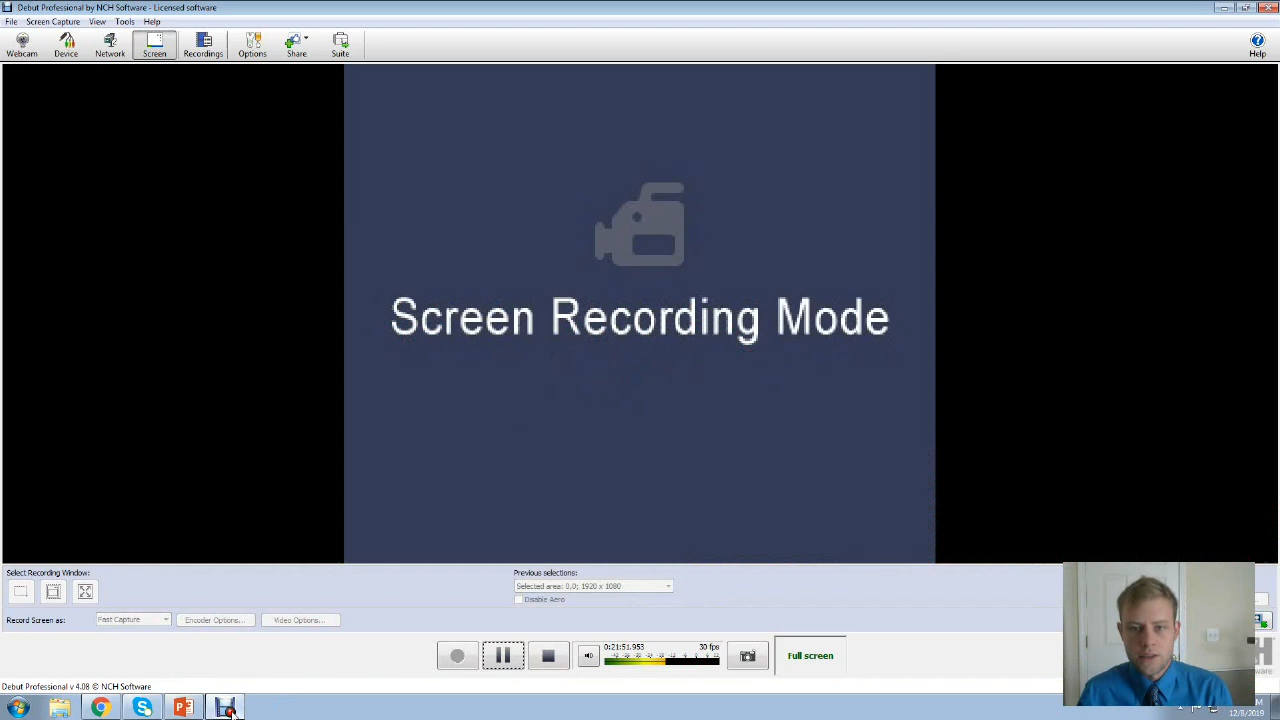 Debut Professional by NCH Software - Licensed software
File Screen Capture View Tools Help
Webcam Device Network Screen Recordings Options Share Suite Help
Screen Recording Mode
Select Recording Window:
Previous selections:
Selected area: 0,0; 1920 x 1080
Disable Aero
Record Screen as: Fast Capture Encoder Options... Video Options...
0:21:51.953 30 fps
Full screen
Debut Professional v 4.08 © NCH Software
12/8/2019